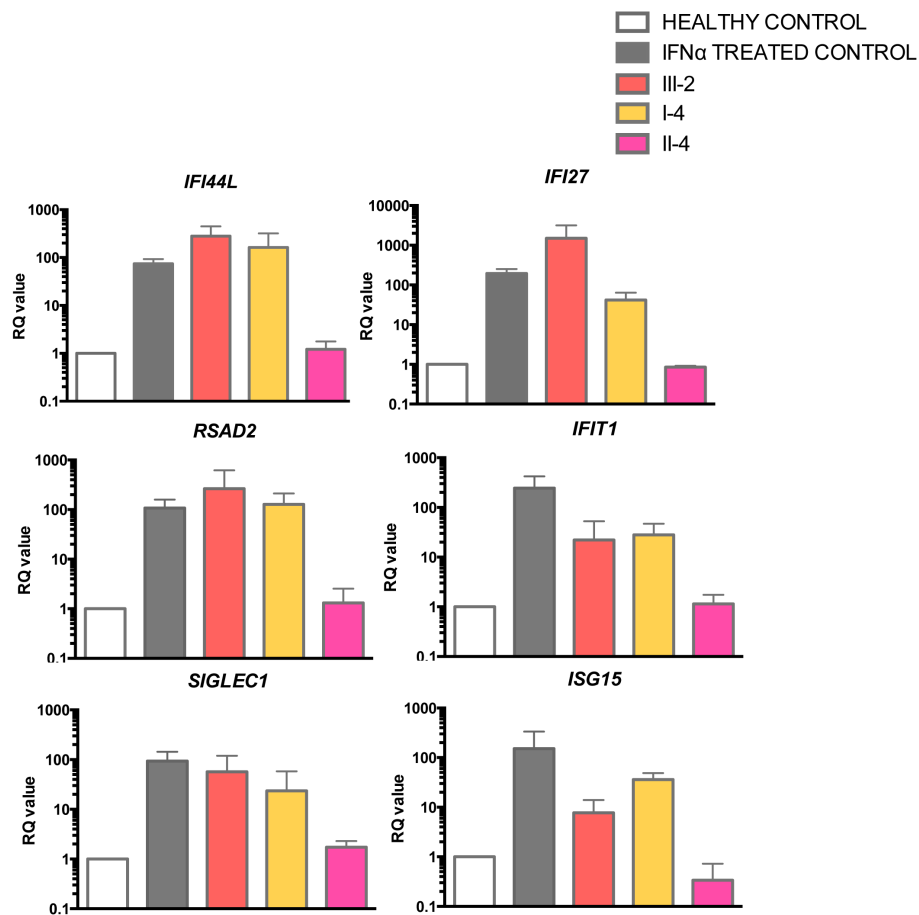 HEALTHY CONTROL
IFNα TREATED CONTROL
III-2
I-4
II-4
IFI44L
RQ value
1000
100
10
1
0.1
IFI27
RQ value
10000
1000
100
10
1
0.1
RSAD2
RQ value
1000
100
10
1
0.1
IFIT1
RQ value
1000
100
10
1
0.1
SIGLEC1
RQ value
1000
100
10
1
0.1
ISG15
RQ value
1000
100
10
1
0.1